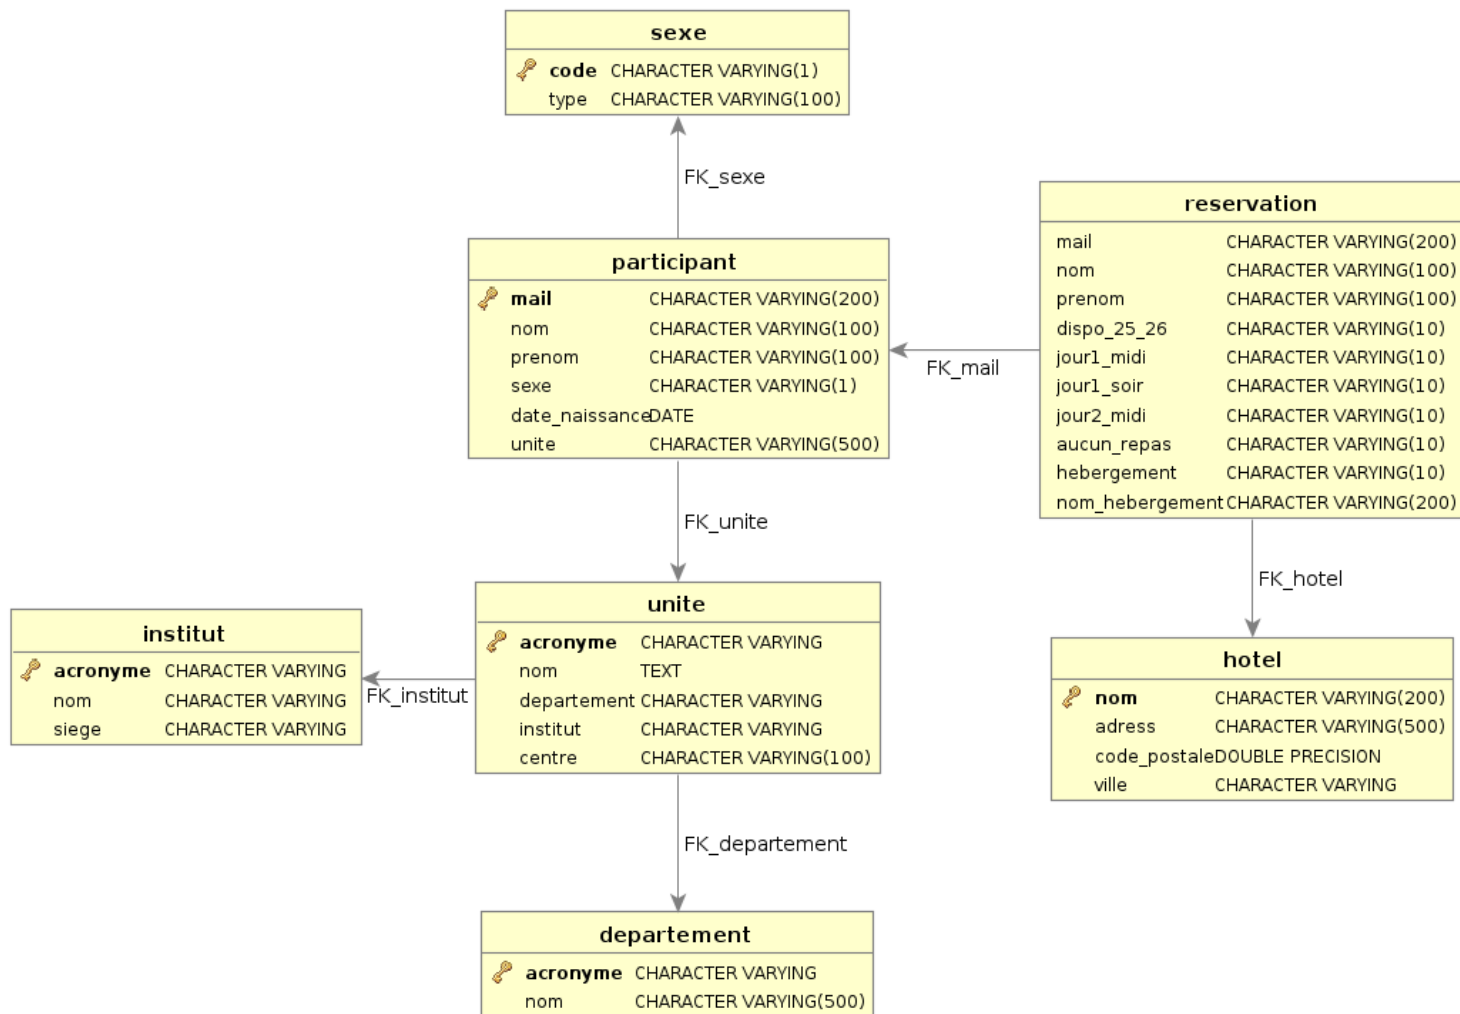 sexe
code CHARACTER VARYING(1)
type CHARACTER VARYING(100)
FK_sexe
participant
mail CHARACTER VARYING(200)
nom CHARACTER VARYING(100)
prenom CHARACTER VARYING(100)
sexe CHARACTER VARYING(1)
date_naissance DATE
unite CHARACTER VARYING(500)
FK_mail
reservation
mail CHARACTER VARYING(200)
nom CHARACTER VARYING(100)
prenom CHARACTER VARYING(100)
dispo_25_26 CHARACTER VARYING(10)
jour1_midi CHARACTER VARYING(10)
jour1_soir CHARACTER VARYING(10)
jour2_midi CHARACTER VARYING(10)
aucun_repas CHARACTER VARYING(10)
hebergement CHARACTER VARYING(10)
nom_hebergement CHARACTER VARYING(200)
FK_unite
FK_hotel
institut
acronyme CHARACTER VARYING
nom CHARACTER VARYING
siege CHARACTER VARYING
FK_institut
unite
acronyme CHARACTER VARYING
nom TEXT
departement CHARACTER VARYING
institut CHARACTER VARYING
centre CHARACTER VARYING(100)
hotel
nom CHARACTER VARYING(200)
adress CHARACTER VARYING(500)
code_postale DOUBLE PRECISION
ville CHARACTER VARYING
FK_departement
departement
acronyme CHARACTER VARYING
nom CHARACTER VARYING(500)